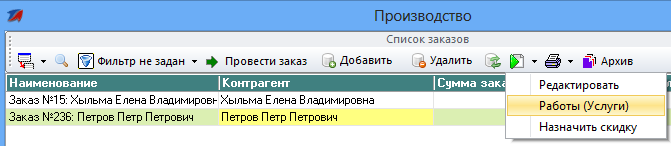 Производство
Список заказов
Фильтр не задан Провести заказ Добавить Удалить Архив
Наименование Контрагент Сумма зака
Заказ №15: Хыльма Елена Владимировн Хыльма Елена Владимировна
Заказ №236: Петров Петр Петрович Петров Петр Петрович
Редактировать
Работы (Услуги)
Назначить скидку